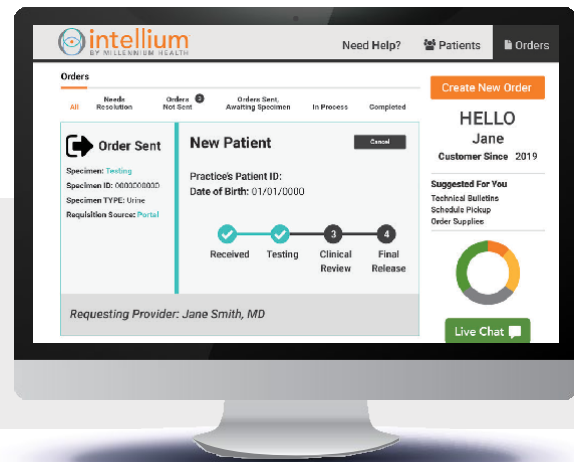 intellium
BY MILLENNIUM HEALTH
Need Help?
Patients
Orders
Orders
All
Needs
Resolution
Orders 3
Not Sent
Orders Sent,
Awaiting Specimen
In Process
Completed
Order Sent
Specimen: Testing
Specimen ID: 0000000000
Specimen TYPE: Urine
Requisition Source: Portal
New Patient
Cancel
Practice's Patient ID:
Date of Birth: 01/01/0000
3
4
Received
Testing
Clinical
Review
Final
Release
Requesting Provider: Jane Smith, MD
Create New Order
HELLO
Jane
Customer Since 2019
Suggested For You
Technical Bulletins
Schedule Pickup
Order Supplies
Live Chat